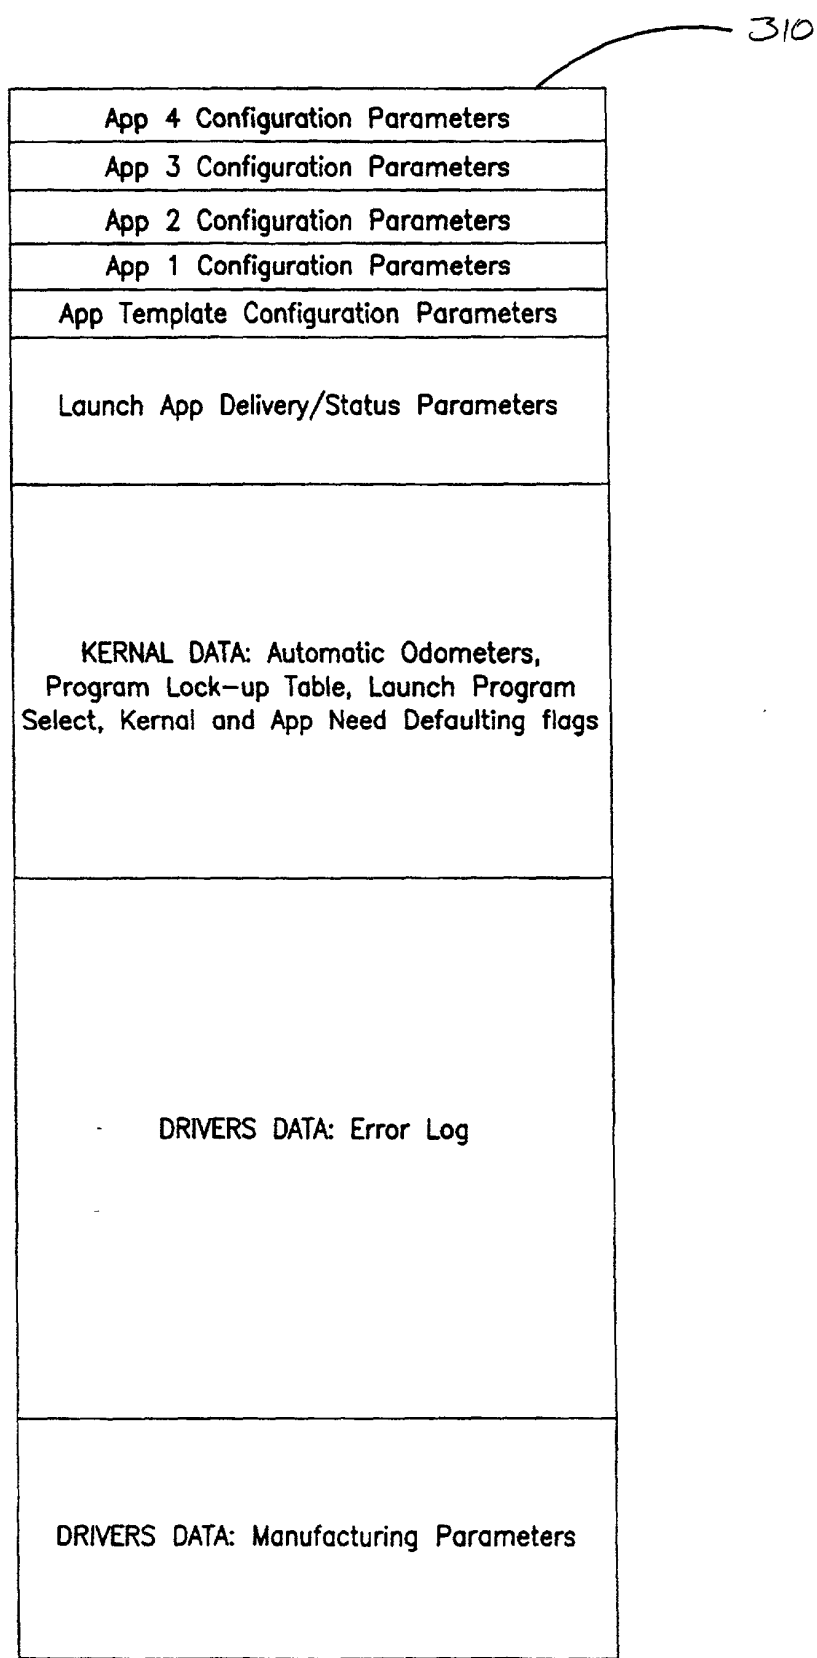 310
App 4 Configuration Parameters
App 3 Configuration Parameters
App 2 Configuration Parameters
App 1 Configuration Parameters
App Template Configuration Parameters
Launch App Delivery/Status Parameters
KERNAL DATA: Automatic Odometers,
Program Lock-up Table, Launch Program
Select, Kernal and App Need Defaulting flags
DRIVERS DATA: Error Log
DRIVERS DATA: Manufacturing Parameters